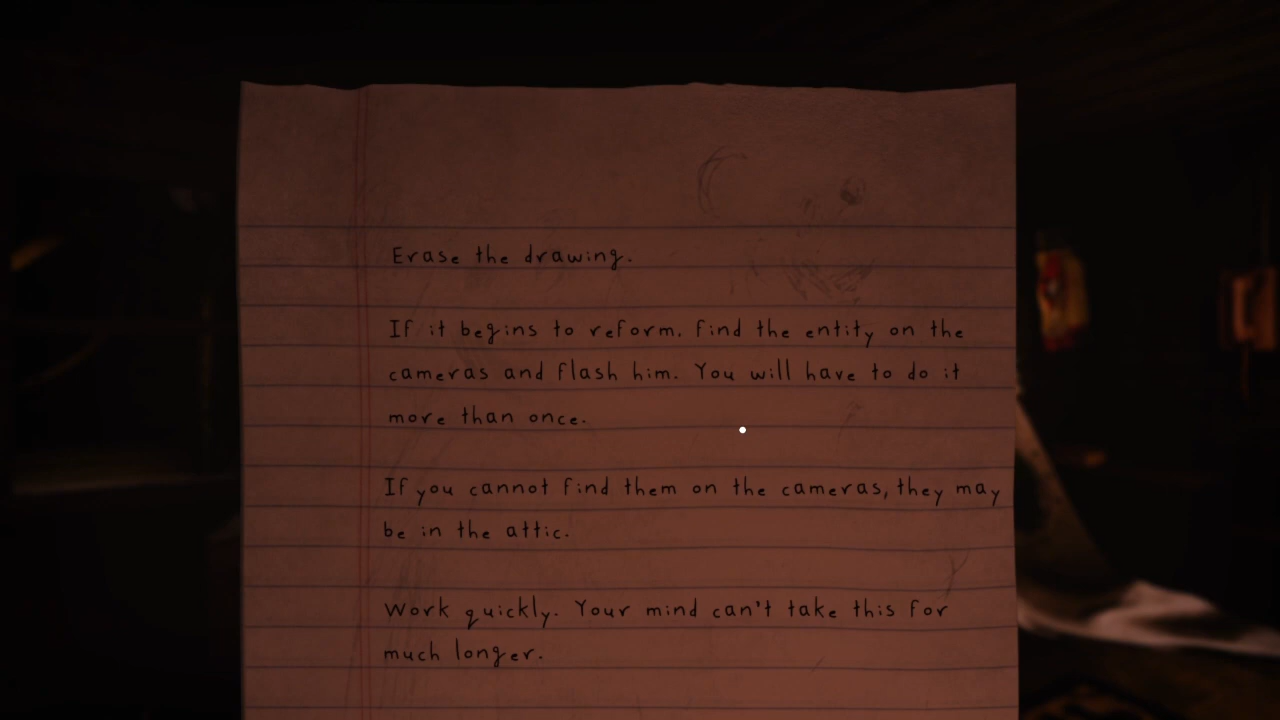 Erase the drawing.
If it begins to reform. find the entity on the
cameras and flash him. You will have to do it
more than once.
If you cannot find them on the cameras, they may
be in the attic.
Work quickly. Your mind can't take this for
much longer.